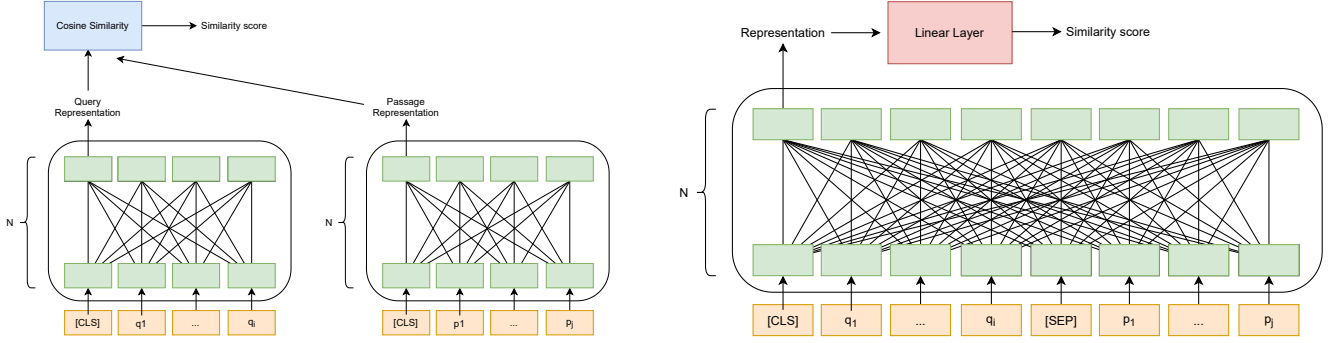 Cosine Similarity
Similarity score
Query
Representation
Passage
Representation
N
N
[CLS]
q1
...
qi
[CLS]
p1
...
pj
Representation
Linear Layer
Similarity score
N
[CLS]
q1
...
qi
[SEP]
p1
...
pj